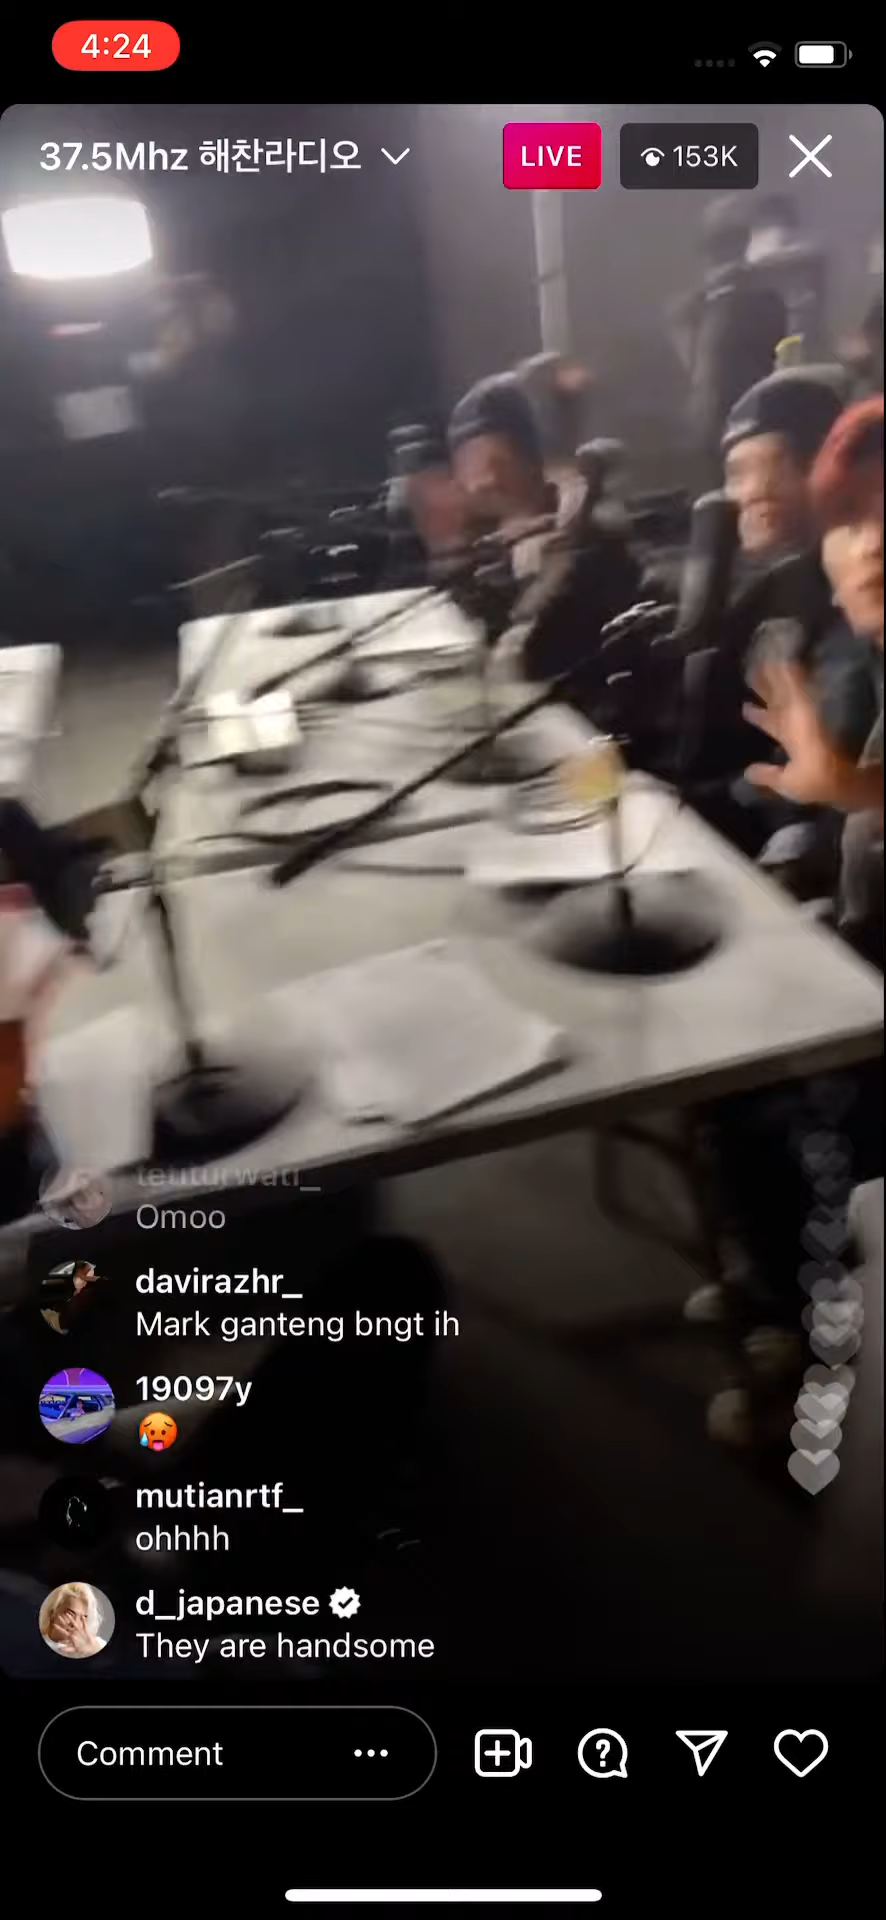 4:24
37.5Mhz 해찬라디오
LIVE
153K
Omoo
davirazhr_
Mark ganteng bngt ih
19097y
🥵
mutianrtf_
ohhhh
d_japanese
They are handsome
Comment